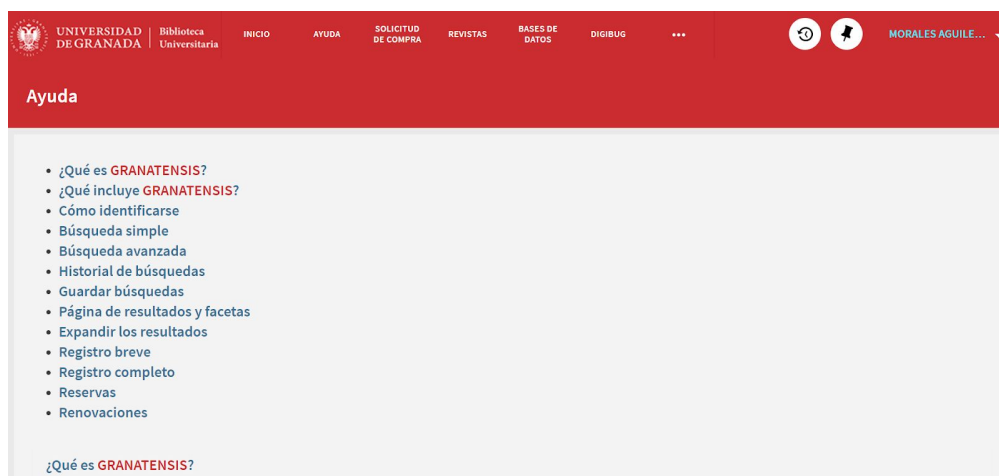 UNIVERSIDAD
DE GRANADA
Biblioteca
Universitaria
INICIO
AYUDA
SOLICITUD
DE COMPRA
REVISTAS
BASES DE
DATOS
DIGIBUG
•••
MORALES AGUILE...
Ayuda
• ¿Qué es GRANATENSIS?
• ¿Qué incluye GRANATENSIS?
• Cómo identificarse
• Búsqueda simple
• Búsqueda avanzada
• Historial de búsquedas
• Guardar búsquedas
• Página de resultados y facetas
• Expandir los resultados
• Registro breve
• Registro completo
• Reservas
• Renovaciones
¿Qué es GRANATENSIS?